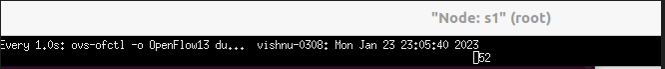 "Node: s1" (root)
Every 1.0s: ovs-ofctl -o OpenFlow13 du...  vishnu-0308: Mon Jan 23 23:05:40 2023
52